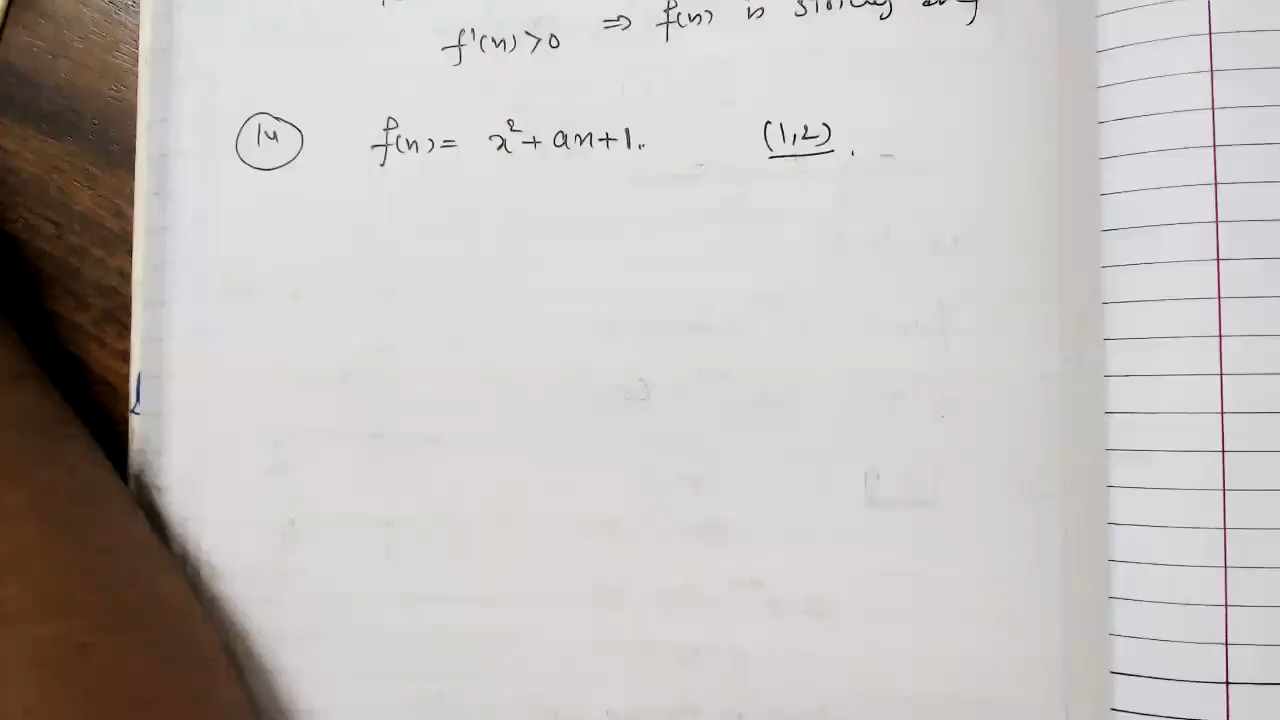 ⇒ f(x) is
f'(x) > 0
14 f(x) = x² + ax + 1. (1,2).